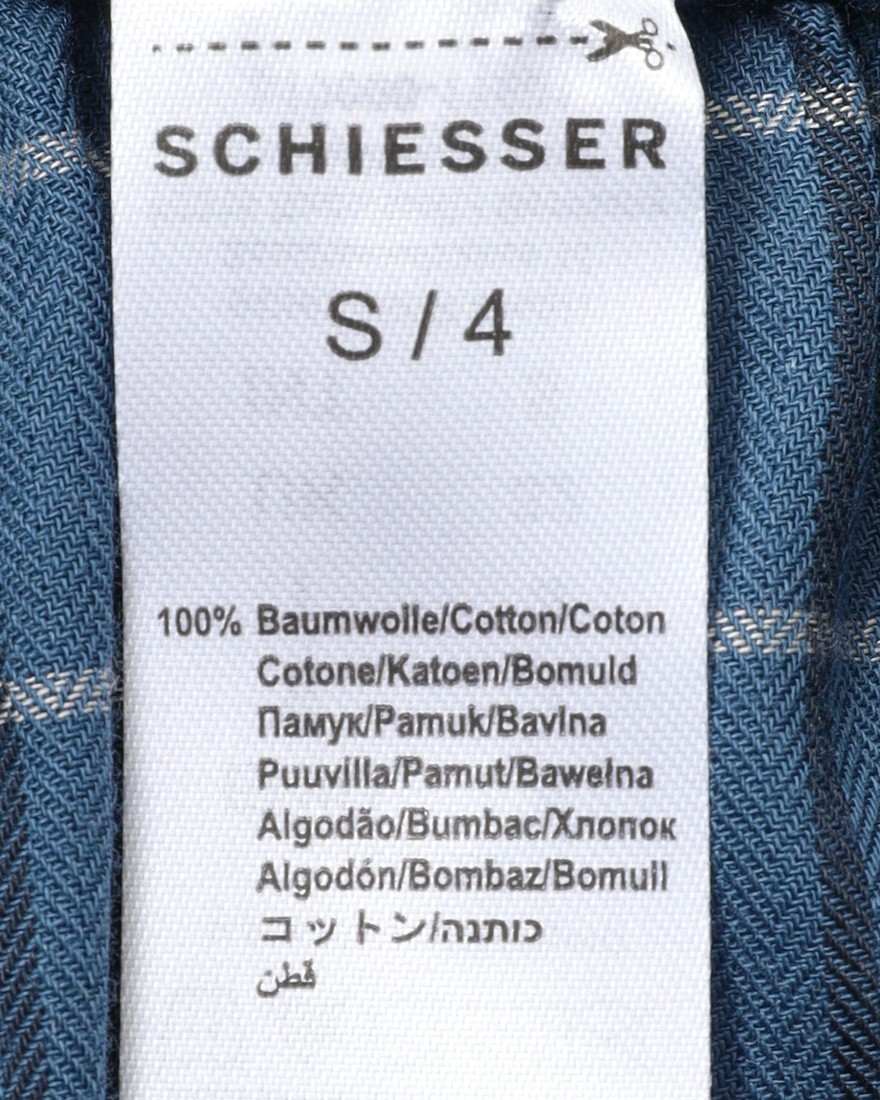 SCHIESSER
S / 4
100% Baumwolle/Cotton/Coton
Cotone/Katoen/Bomuld
Памук/Pamuk/Bavlna
Puuvilla/Pamut/Bawełna
Algodão/Bumbac/Хлопок
Algodón/Bombaz/Bomull
コットン/כותנה
قطن